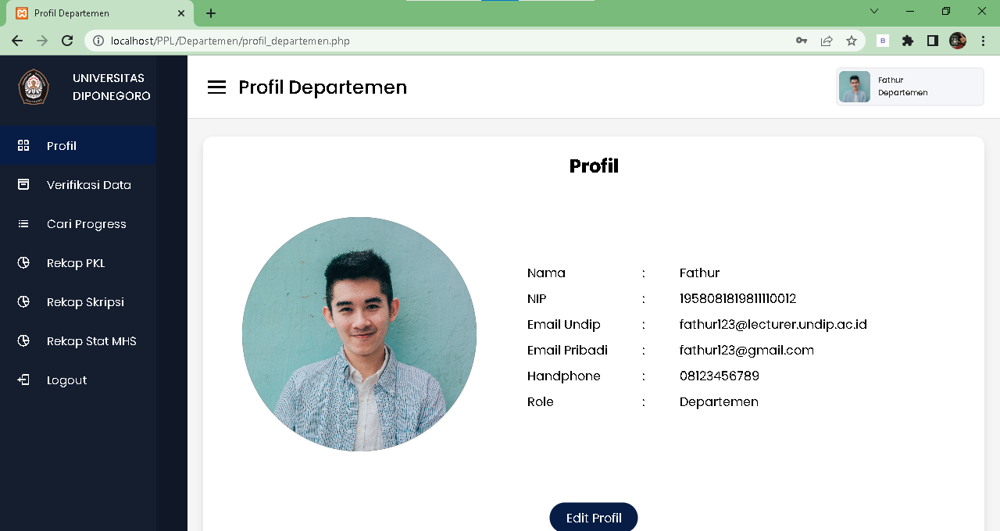 Profil Departemen
localhost/PPL/Departemen/profil_departemen.php
B
UNIVERSITAS
DIPONEGORO
Profil Departemen
Fathur
Departemen
Profil
Verifikasi Data
Cari Progress
Rekap PKL
Rekap Skripsi
Rekap Stat MHS
Logout
Profil
Nama : Fathur
NIP : 1958081819811110012
Email Undip : fathur123@lecturer.undip.ac.id
Email Pribadi : fathur123@gmail.com
Handphone : 08123456789
Role : Departemen
Edit Profil